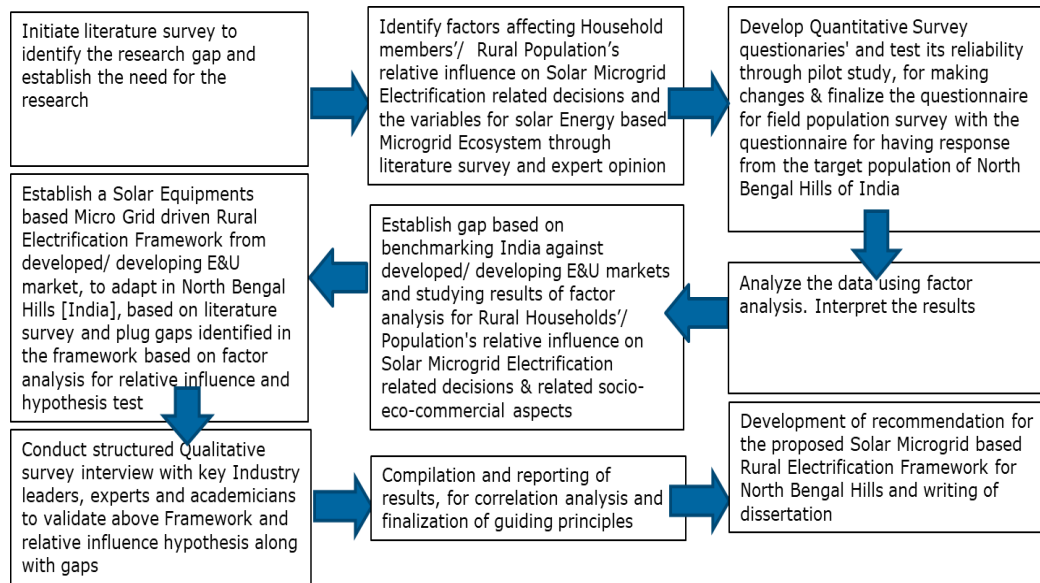 Initiate literature survey to
identify the research gap and
establish the need for the
research
Identify factors affecting Household
members’/ Rural Population’s
relative influence on Solar Microgrid
Electrification related decisions and
the variables for solar Energy based
Microgrid Ecosystem through
literature survey and expert opinion
Develop Quantitative Survey
questionaries' and test its reliability
through pilot study, for making
changes & finalize the questionnaire
for field population survey with the
questionnaire for having response
from the target population of North
Bengal Hills of India
Analyze the data using factor
analysis. Interpret the results
Establish gap based on
benchmarking India against
developed/ developing E&U markets
and studying results of factor
analysis for Rural Households’/
Population's relative influence on
Solar Microgrid Electrification
related decisions & related socio-
eco-commercial aspects
Establish a Solar Equipments
based Micro Grid driven Rural
Electrification Framework from
developed/ developing E&U
market, to adapt in North Bengal
Hills [India], based on literature
survey and plug gaps identified in
the framework based on factor
analysis for relative influence and
hypothesis test
Conduct structured Qualitative
survey interview with key Industry
leaders, experts and academicians
to validate above Framework and
relative influence hypothesis along
with gaps
Compilation and reporting of
results, for correlation analysis and
finalization of guiding principles
Development of recommendation for
the proposed Solar Microgrid based
Rural Electrification Framework for
North Bengal Hills and writing of
dissertation